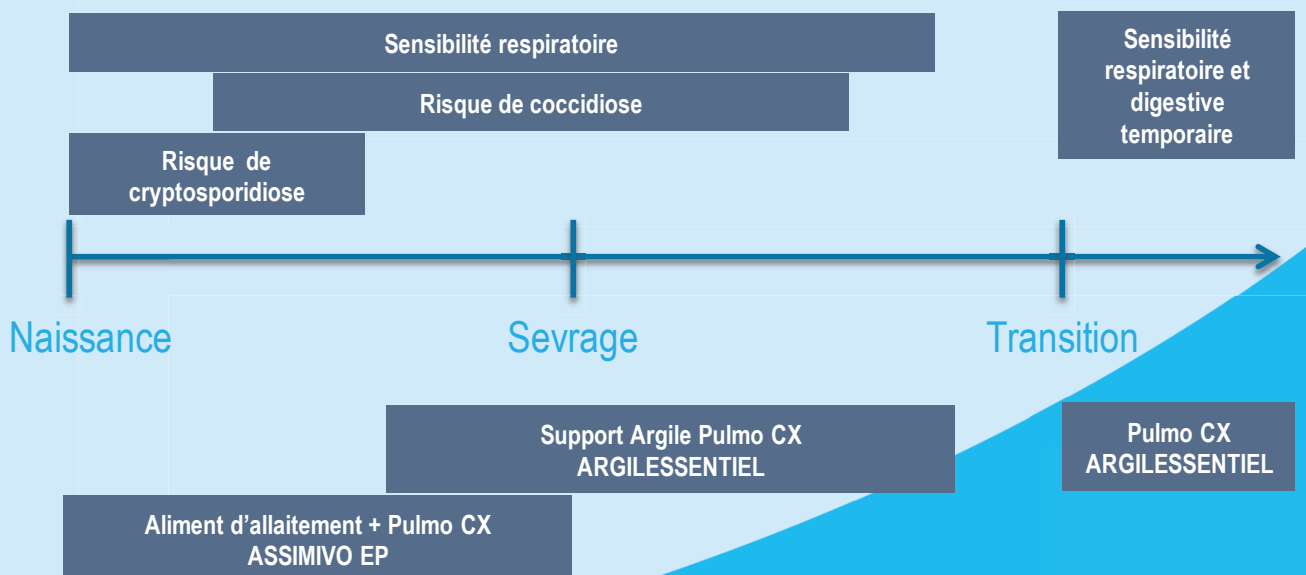 Sensibilité respiratoire
Risque de coccidiose
Risque de
cryptosporidiose
Sensibilité
respiratoire et
digestive
temporaire
Naissance
Sevrage
Transition
Support Argile Pulmo CX
ARGILESSENTIEL
Pulmo CX
ARGILESSENTIEL
Aliment d’allaitement + Pulmo CX
ASSIMIVO EP